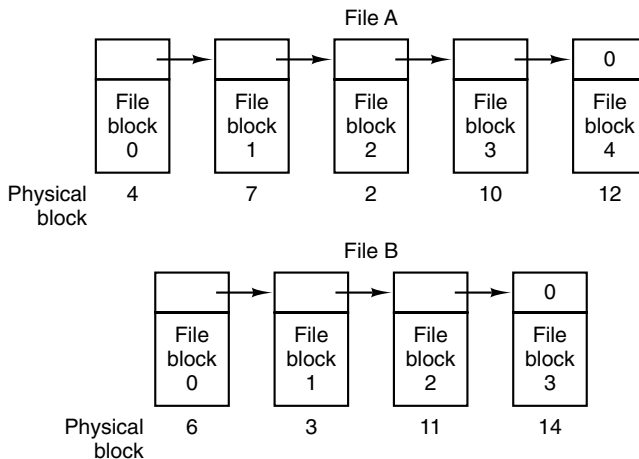 File A
0
File block 0
File block 1
File block 2
File block 3
File block 4
Physical block
4 7 2 10 12
File B
0
File block 0
File block 1
File block 2
File block 3
Physical block
6 3 11 14